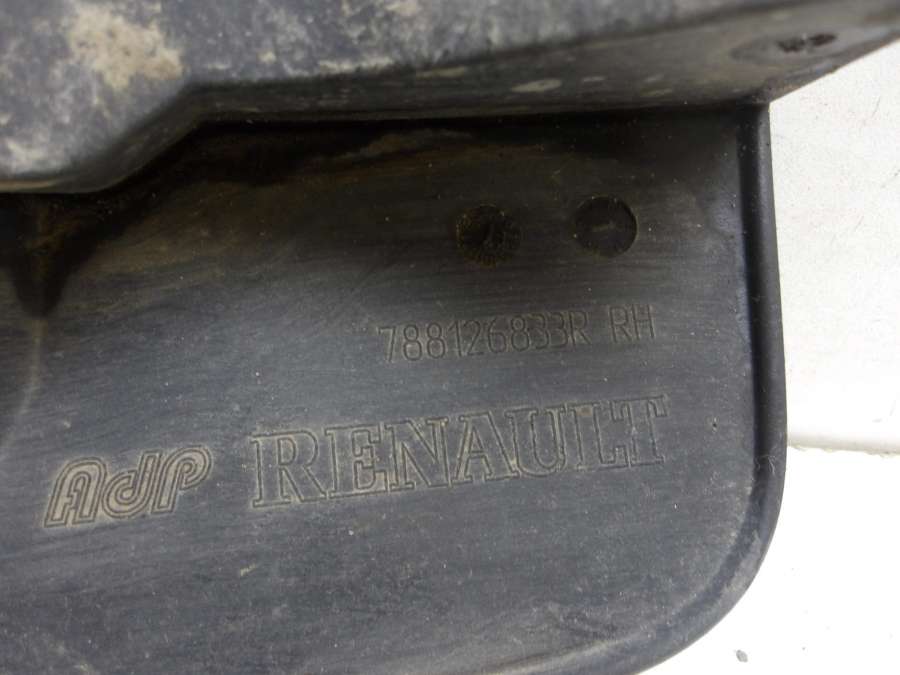 788126833R RH
AdP RENAULT